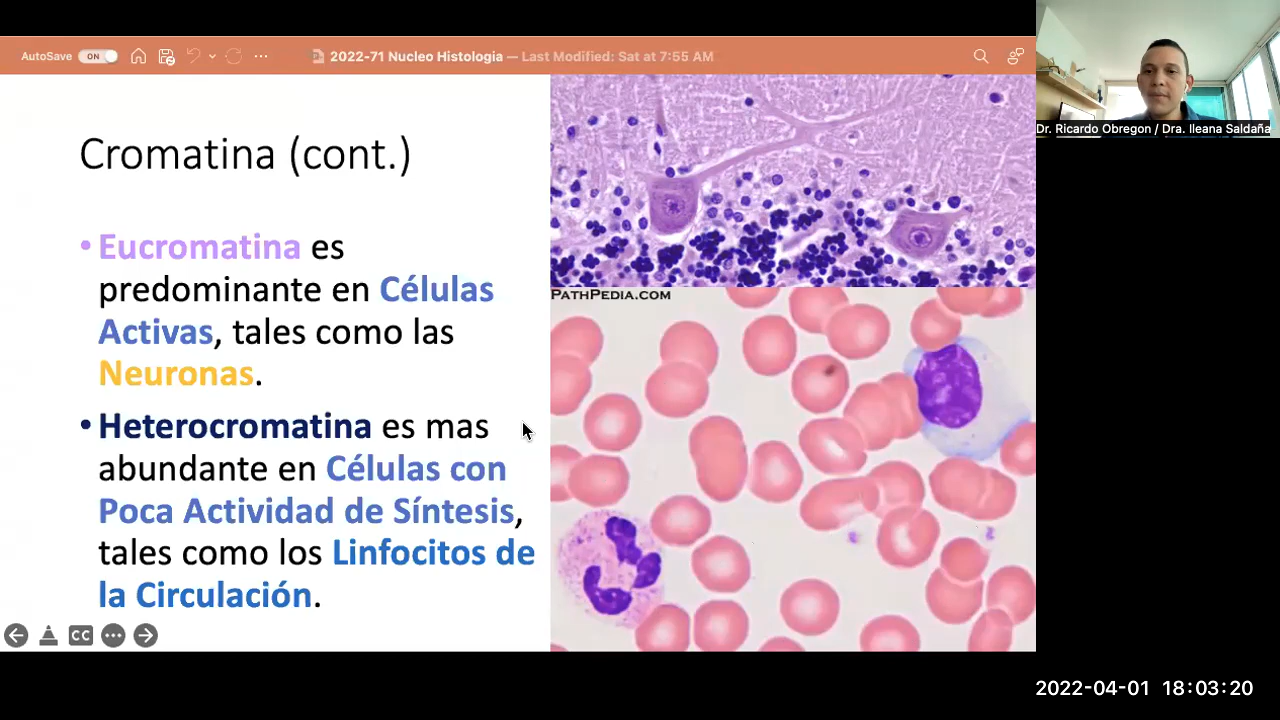 AutoSave ON 2022-71 Nucleo Histologia — Last Modified: Sat at 7:55 AM
Cromatina (cont.)
• Eucromatina es
predominante en Células
Activas, tales como las
Neuronas.
• Heterocromatina es mas
abundante en Células con
Poca Actividad de Síntesis,
tales como los Linfocitos de
la Circulación.
CC
PATHPEDIA.COM
Dr. Ricardo Obregon / Dra. Ileana Saldaña
2022-04-01 18:03:20